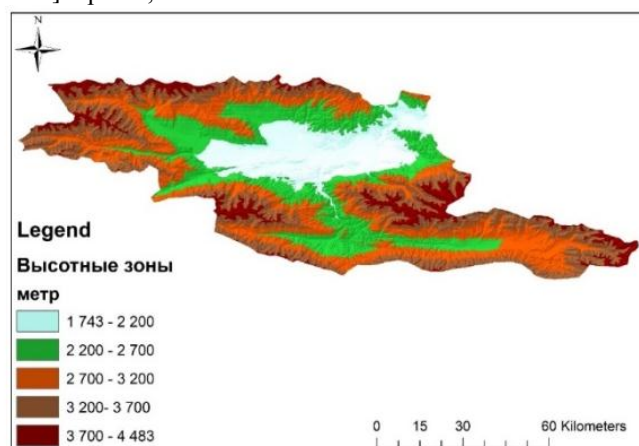 N
Legend
Высотные зоны
метр
1 743 - 2 200
2 200 - 2 700
2 700 - 3 200
3 200- 3 700
3 700 - 4 483
0 15 30 60 Kilometers